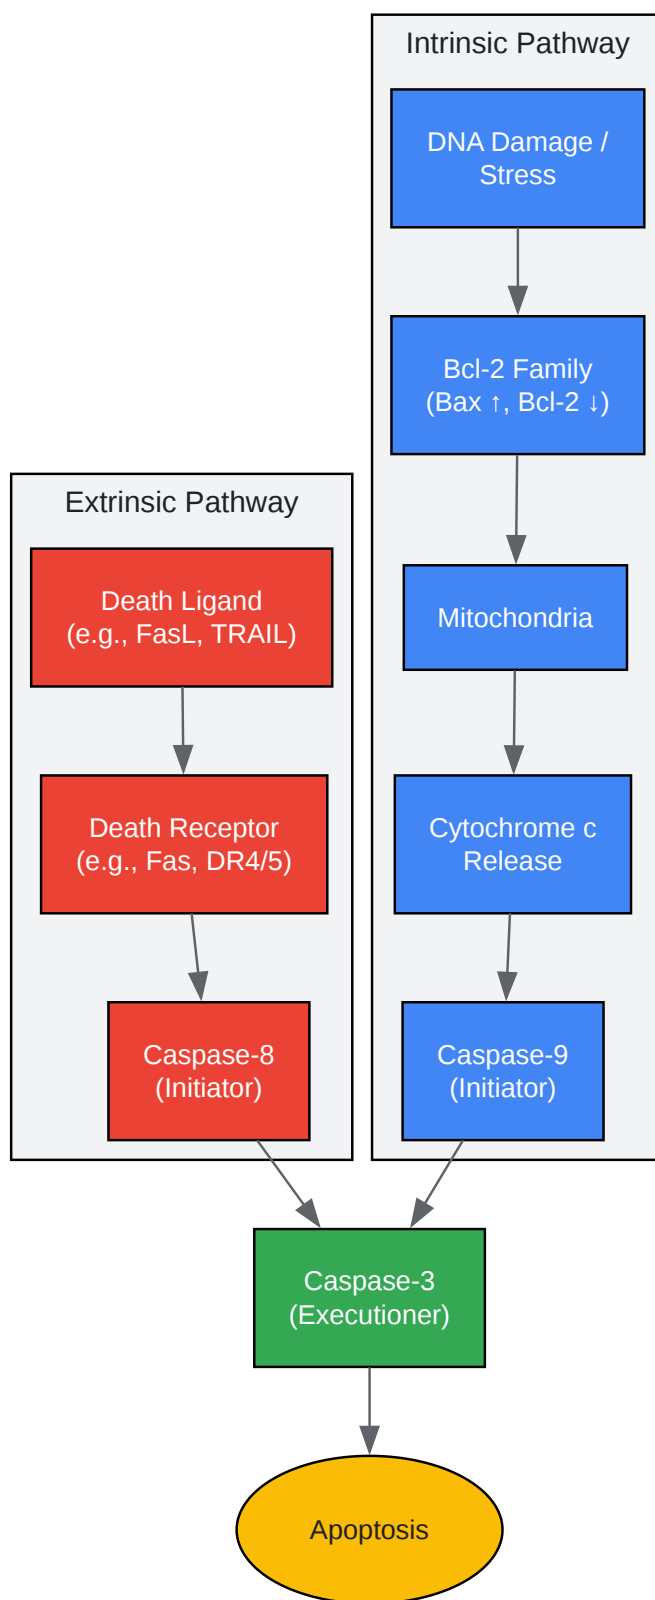 Intrinsic Pathway
DNA Damage /
Stress
Bcl-2 Family
(Bax ↑, Bcl-2 ↓)
Mitochondria
Cytochrome c
Release
Caspase-9
(Initiator)
Extrinsic Pathway
Death Ligand
(e.g., FasL, TRAIL)
Death Receptor
(e.g., Fas, DR4/5)
Caspase-8
(Initiator)
Caspase-3
(Executioner)
Apoptosis